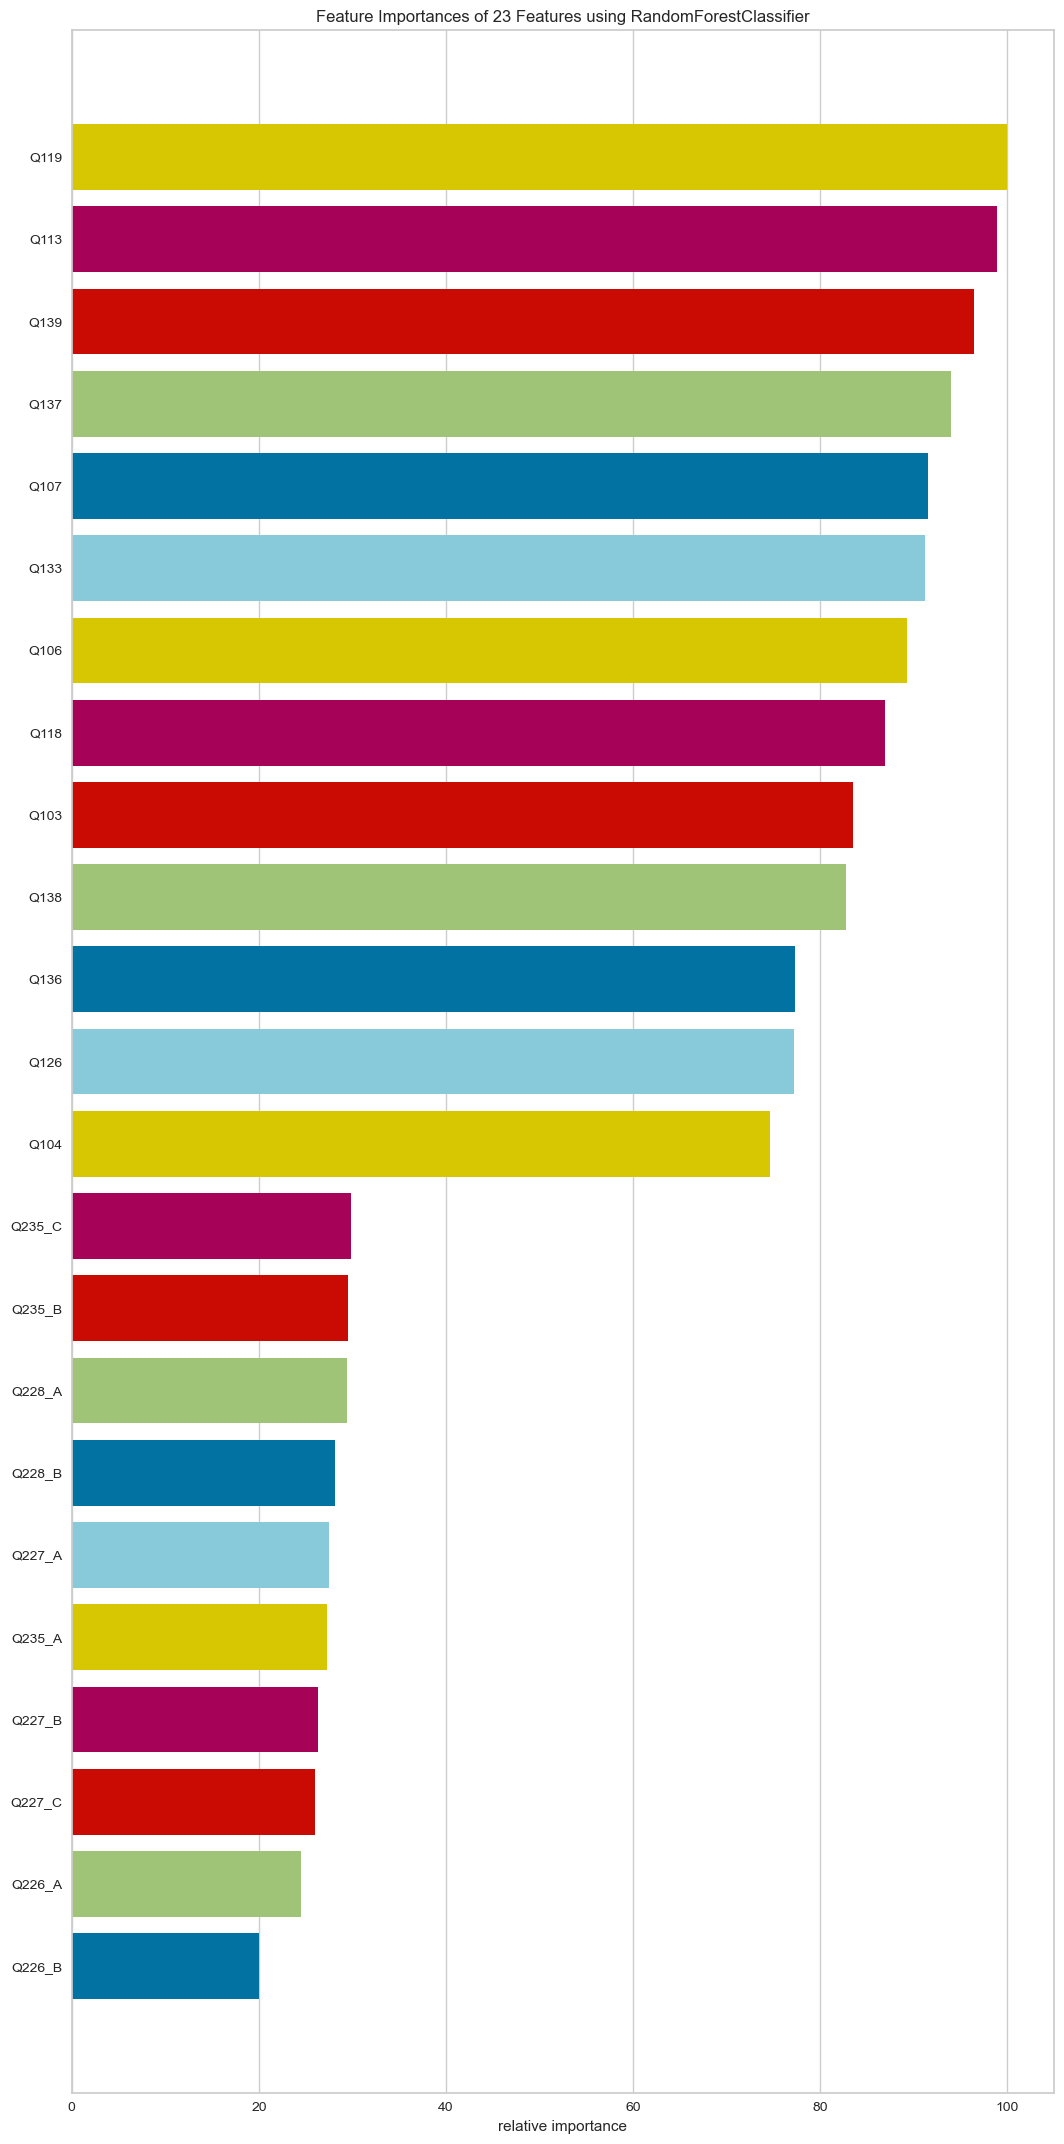 Feature Importances of 23 Features using RandomForestClassifier
Q119
Q113
Q139
Q137
Q107
Q133
Q106
Q118
Q103
Q138
Q136
Q126
Q104
Q235_C
Q235_B
Q228_A
Q228_B
Q227_A
Q235_A
Q227_B
Q227_C
Q226_A
Q226_B
0 20 40 60 80 100
relative importance